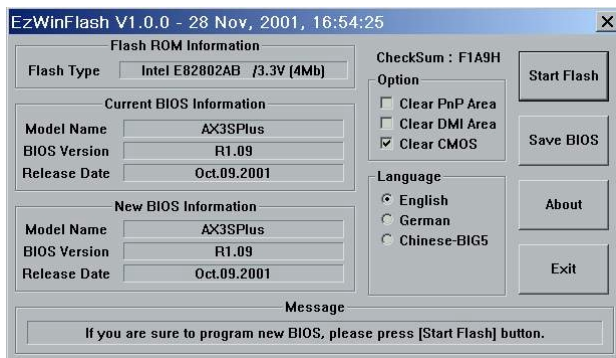 EzWinFlash V1.0.0 - 28 Nov, 2001, 16:54:25
Flash ROM Information
Flash Type Intel E82802AB /3.3V (4Mb)
Current BIOS Information
Model Name AX3SPlus
BIOS Version R1.09
Release Date Oct.09.2001
New BIOS Information
Model Name AX3SPlus
BIOS Version R1.09
Release Date Oct.09.2001
CheckSum : F1A9H
Option
Clear PnP Area
Clear DMI Area
Clear CMOS
Language
English
German
Chinese-BIG5
Start Flash
Save BIOS
About
Exit
Message
If you are sure to program new BIOS, please press [Start Flash] button.